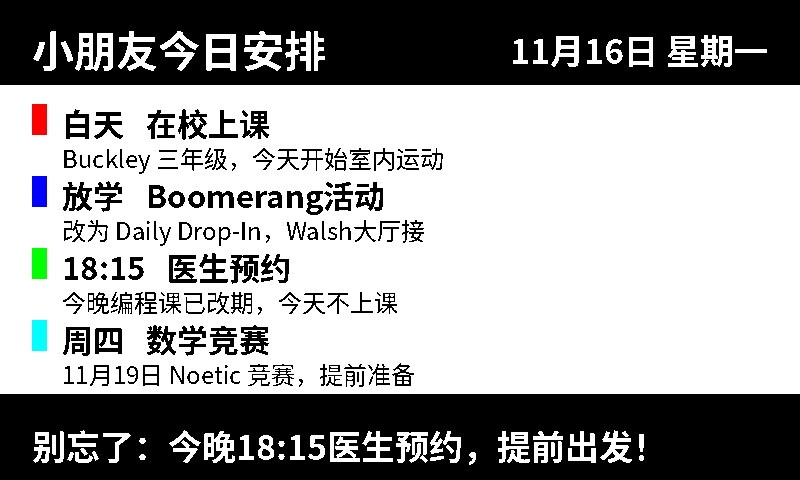 小朋友今日安排
11月16日 星期一
白天 在校上课
Buckley 三年级，今天开始室内运动
放学 Boomerang活动
改为 Daily Drop-In，Walsh大厅接
18:15 医生预约
今晚编程课已改期，今天不上课
周四 数学竞赛
11月19日 Noetic 竞赛，提前准备
别忘了：今晚18:15医生预约，提前出发！